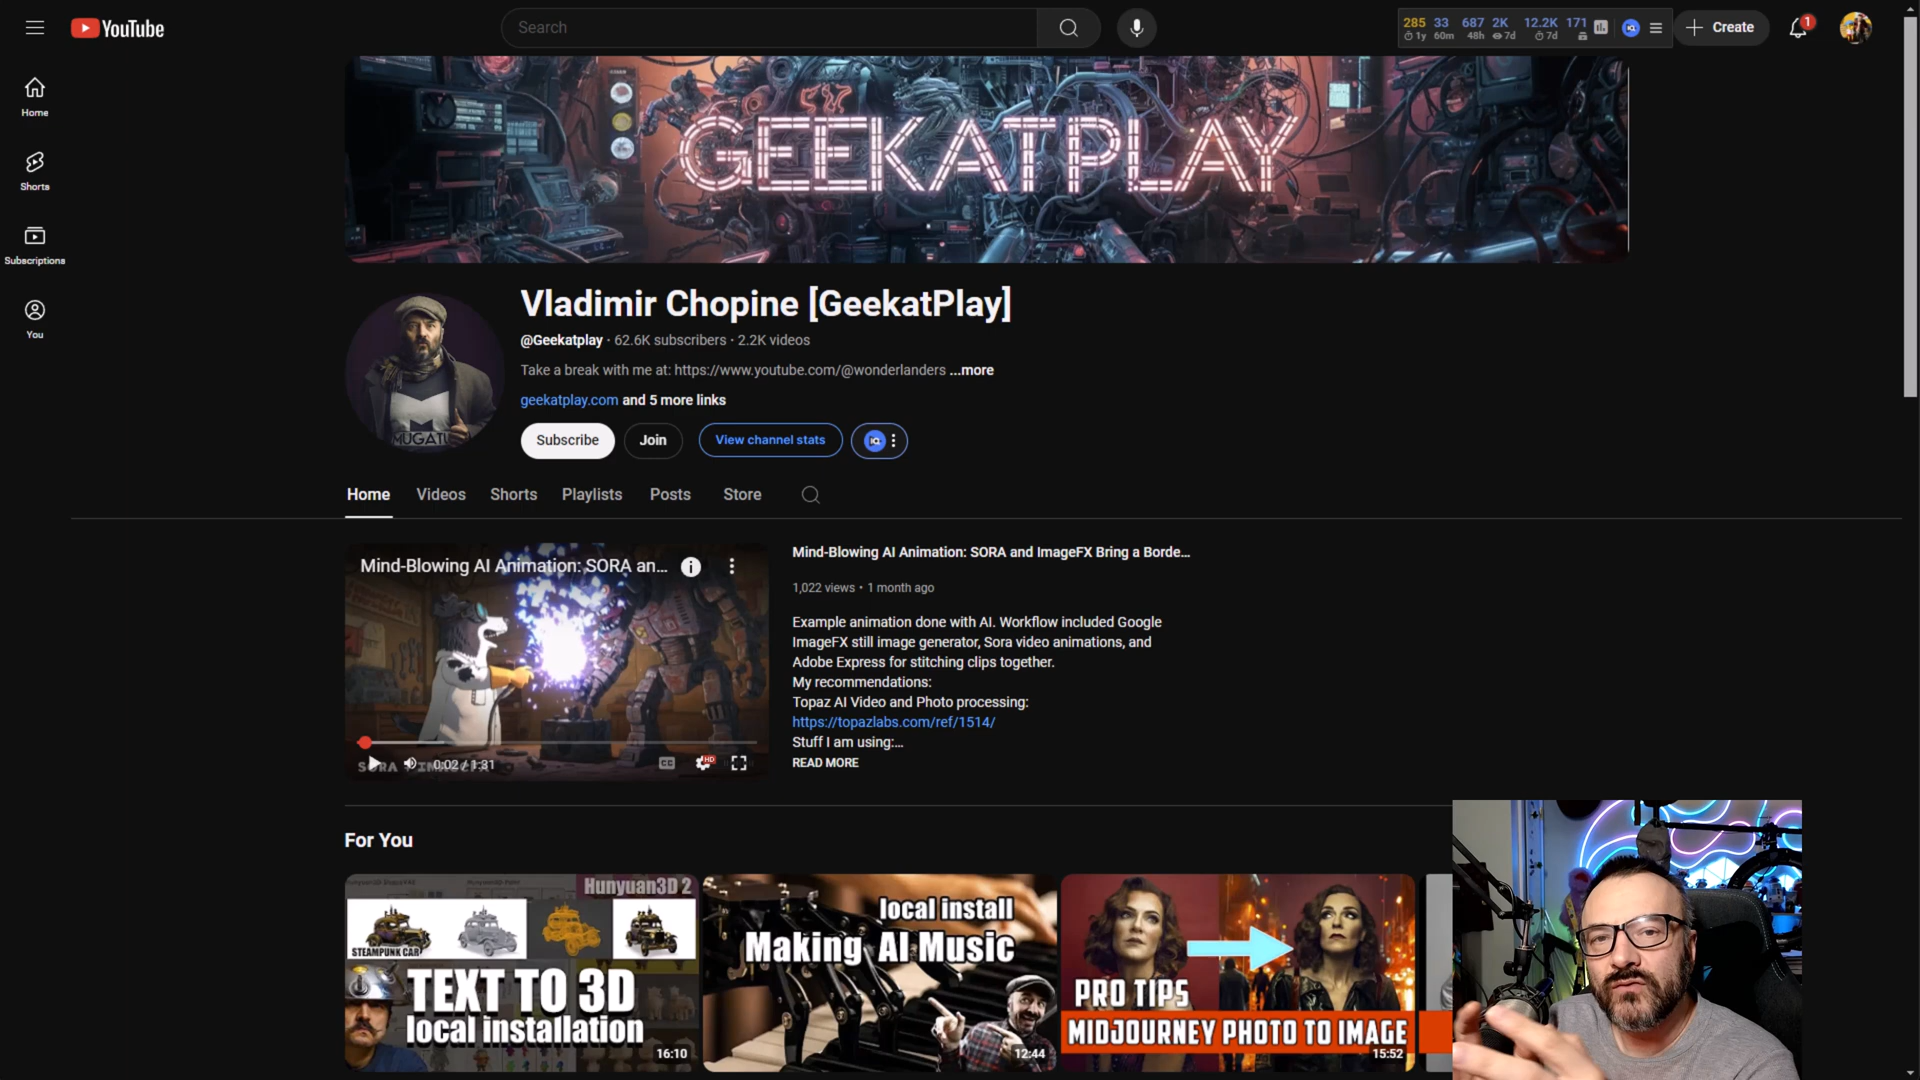 YouTube
Search
285 33 687 2K 12.2K 171
1y 60m 48h 7d 7d
Create
1
Home
Shorts
Subscriptions
You
GEEKATPLAY
Vladimir Chopine [GeekatPlay]
@Geekatplay · 62.6K subscribers · 2.2K videos
Take a break with me at: https://www.youtube.com/@wonderlanders ...more
geekatplay.com and 5 more links
Subscribe
Join
View channel stats
IQ
MUGATU
Home
Videos
Shorts
Playlists
Posts
Store
Mind-Blowing AI Animation: SORA an...
SORA + IMAGEFX
0:02 / 1:31
CC
HD
Mind-Blowing AI Animation: SORA and ImageFX Bring a Borde...
1,022 views • 1 month ago
Example animation done with AI. Workflow included Google
ImageFX still image generator, Sora video animations, and
Adobe Express for stitching clips together.
My recommendations:
Topaz AI Video and Photo processing:
https://topazlabs.com/ref/1514/
Stuff I am using:...
READ MORE
For You
Hunyuan3D 2
STEAMPUNK CAR
TEXT TO 3D
local installation
16:10
local install
Making AI Music
12:44
PRO TIPS
MIDJOURNEY PHOTO TO IMAGE
15:52